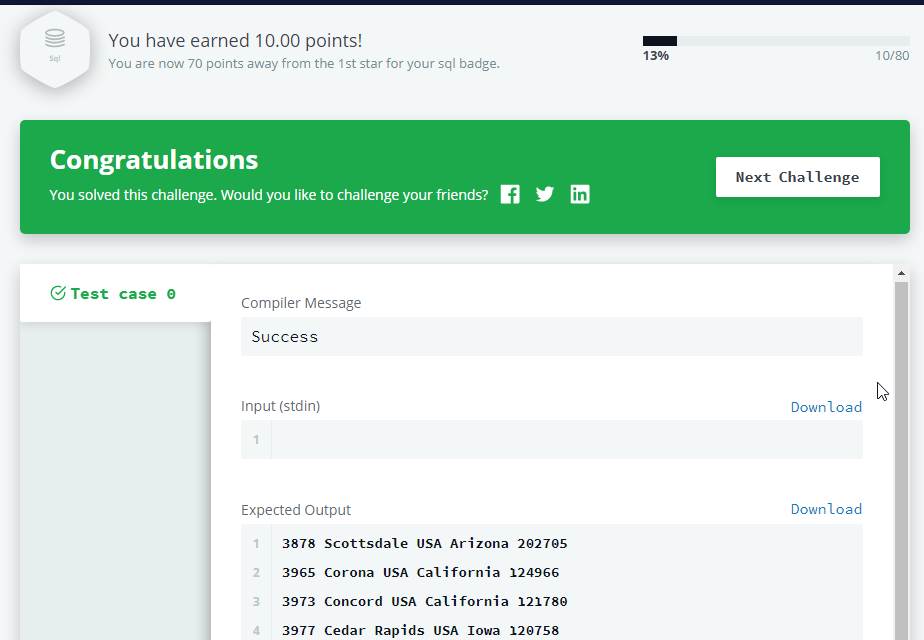 Sql
You have earned 10.00 points!
You are now 70 points away from the 1st star for your sql badge.
13%
10/80
Congratulations
You solved this challenge. Would you like to challenge your friends?
Next Challenge
Test case 0
Compiler Message
Success
Input (stdin)
Download
1
Expected Output
Download
1 3878 Scottsdale USA Arizona 202705
2 3965 Corona USA California 124966
3 3973 Concord USA California 121780
4 3977 Cedar Rapids USA Iowa 120758